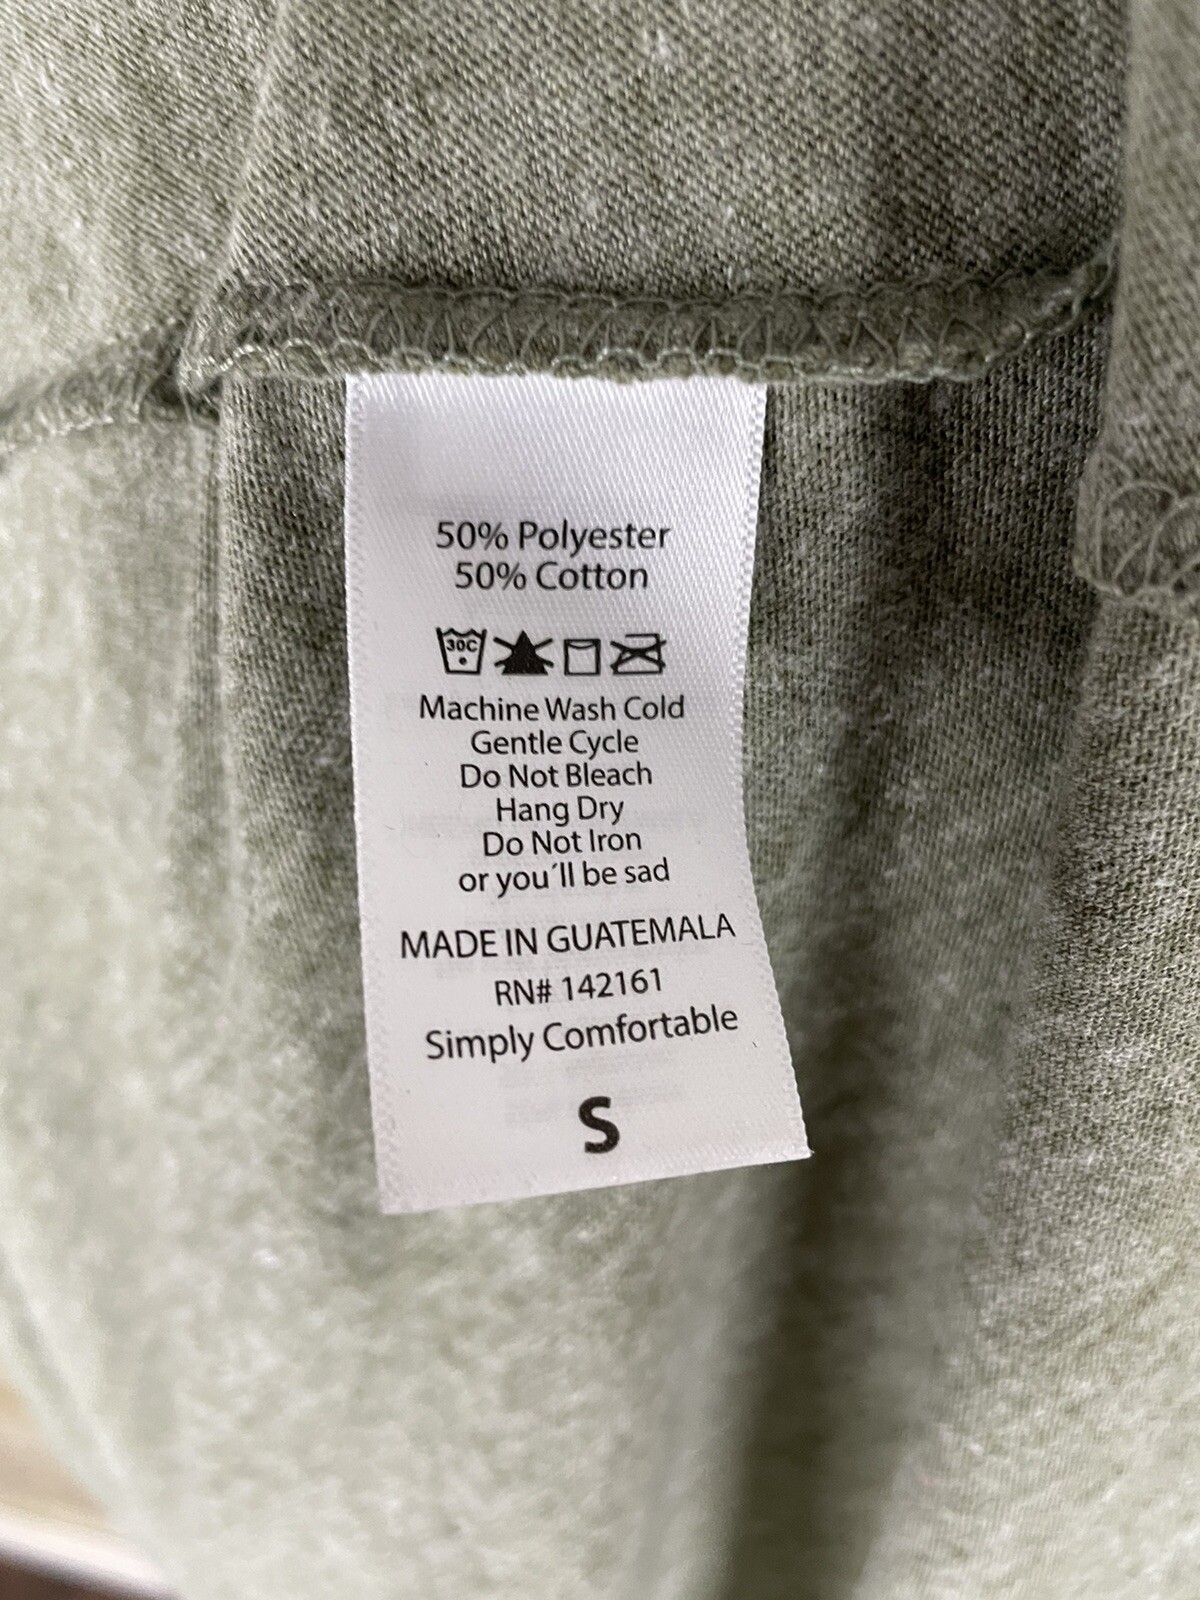 50% Polyester
50% Cotton
30C
Machine Wash Cold
Gentle Cycle
Do Not Bleach
Hang Dry
Do Not Iron
or you´ll be sad
MADE IN GUATEMALA
RN# 142161
Simply Comfortable
S